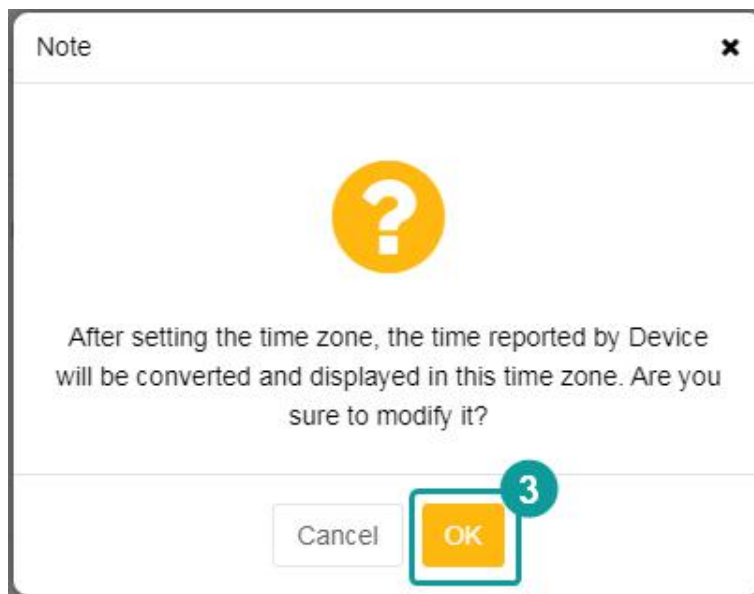 Note
After setting the time zone, the time reported by Device
will be converted and displayed in this time zone. Are you
sure to modify it?
3
Cancel
OK